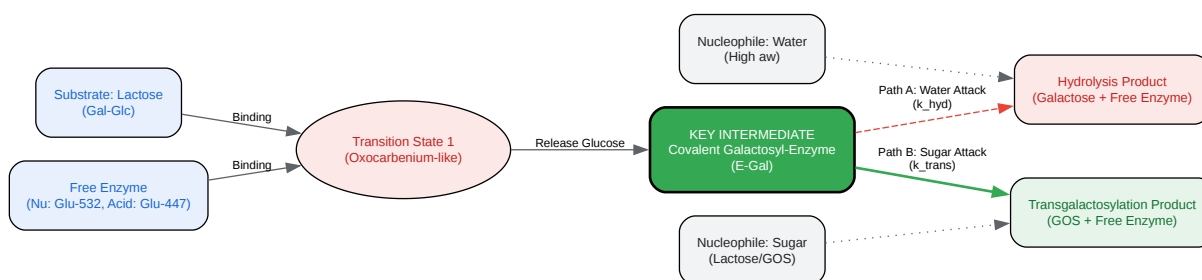 Substrate: Lactose
(Gal-Glc)
Free Enzyme
(Nu: Glu-532, Acid: Glu-447)
Binding
Binding
Transition State 1
(Oxocarbenium-like)
Release Glucose
Nucleophile: Water
(High aw)
KEY INTERMEDIATE
Covalent Galactosyl-Enzyme
(E-Gal)
Nucleophile: Sugar
(Lactose/GOS)
Path A: Water Attack
(k_hyd)
Path B: Sugar Attack
(k_trans)
Hydrolysis Product
(Galactose + Free Enzyme)
Transgalactosylation Product
(GOS + Free Enzyme)